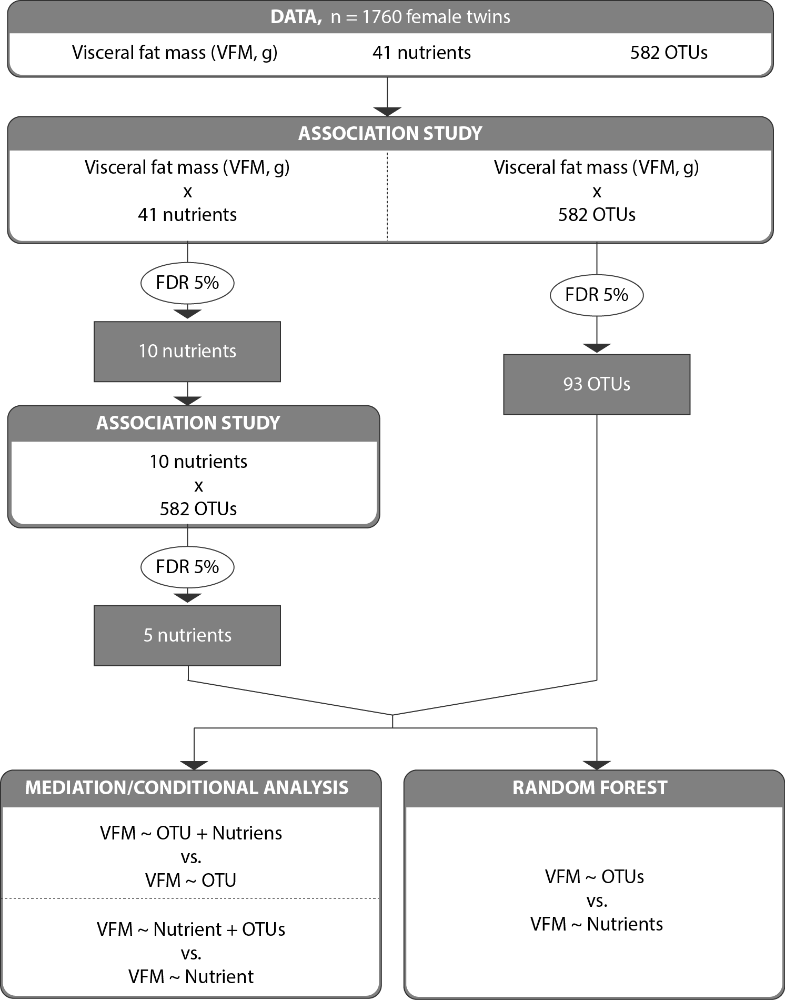 DATA, n = 1760 female twins
Visceral fat mass (VFM, g) 41 nutrients 582 OTUs
ASSOCIATION STUDY
Visceral fat mass (VFM, g)
x
41 nutrients
Visceral fat mass (VFM, g)
x
582 OTUs
FDR 5%
FDR 5%
10 nutrients
93 OTUs
ASSOCIATION STUDY
10 nutrients
x
582 OTUs
FDR 5%
5 nutrients
MEDIATION/CONDITIONAL ANALYSIS
VFM ~ OTU + Nutriens
vs.
VFM ~ OTU
VFM ~ Nutrient + OTUs
vs.
VFM ~ Nutrient
RANDOM FOREST
VFM ~ OTUs
vs.
VFM ~ Nutrients